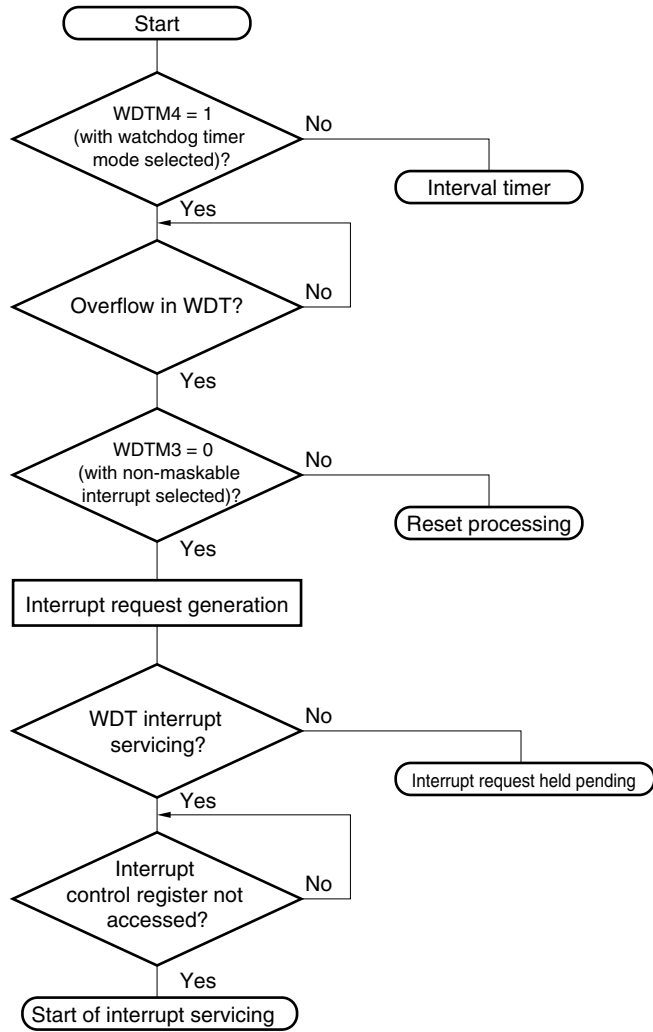 Start
WDTM4 = 1
(with watchdog timer
mode selected)?
No
Interval timer
Yes
Overflow in WDT?
No
Yes
WDTM3 = 0
(with non-maskable
interrupt selected)?
No
Reset processing
Yes
Interrupt request generation
WDT interrupt
servicing?
No
Interrupt request held pending
Yes
Interrupt
control register not
accessed?
No
Yes
Start of interrupt servicing